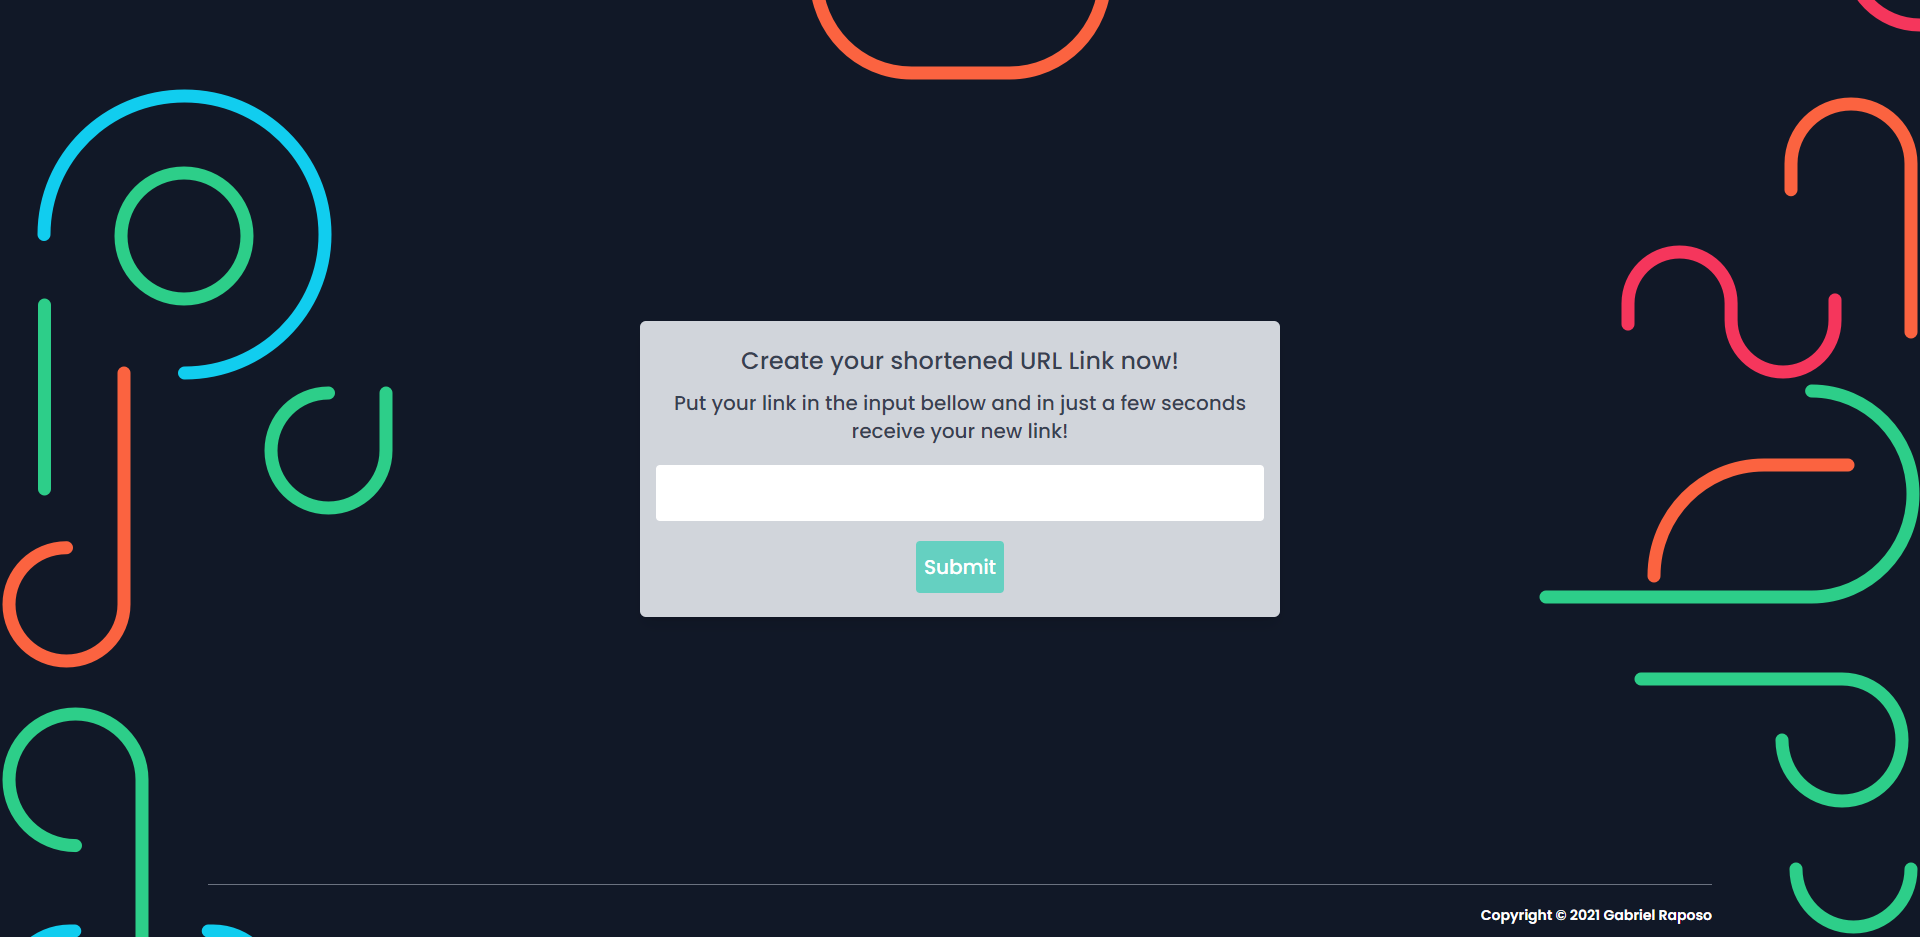 Create your shortened URL Link now!
Put your link in the input bellow and in just a few seconds
receive your new link!
Submit
Copyright © 2021 Gabriel Raposo